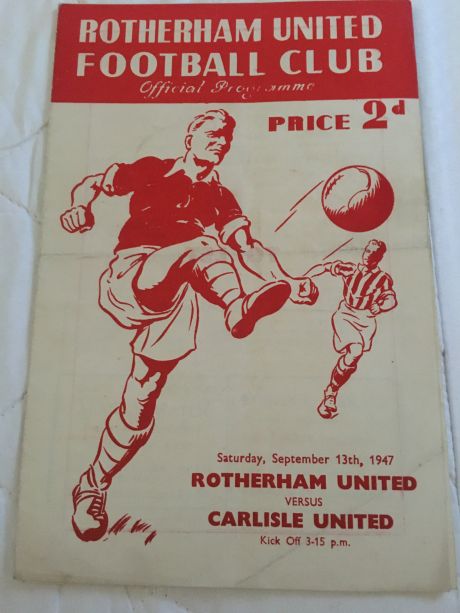 ROTHERHAM UNITED
FOOTBALL CLUB
Official Programme
PRICE 2d
Saturday, September 13th, 1947
ROTHERHAM UNITED
VERSUS
CARLISLE UNITED
Kick Off 3-15 p.m.